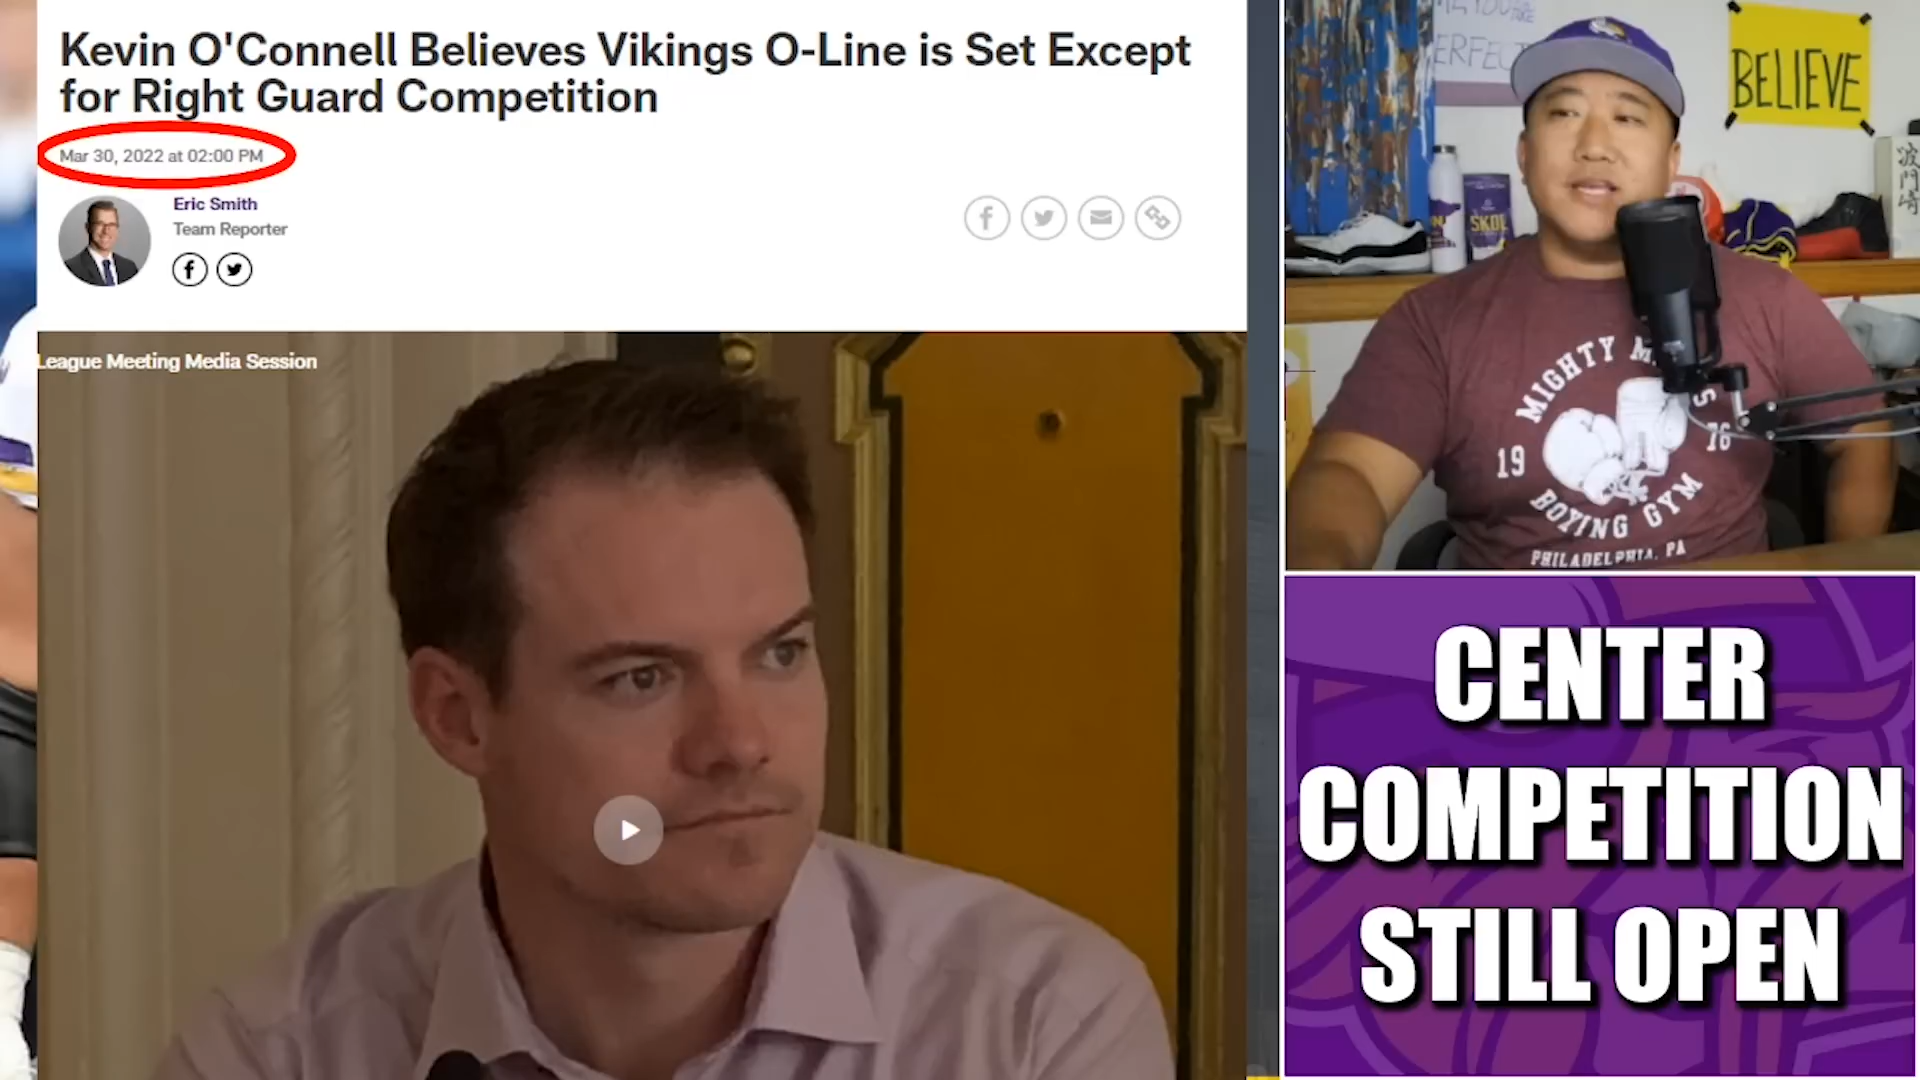 Kevin O'Connell Believes Vikings O-Line is Set Except
for Right Guard Competition
Mar 30, 2022 at 02:00 PM
Eric Smith
Team Reporter
League Meeting Media Session
BELIEVE
SKOL
MIGHTY
19 76
BOXING GYM
PHILADELPHIA, PA
CENTER
COMPETITION
STILL OPEN